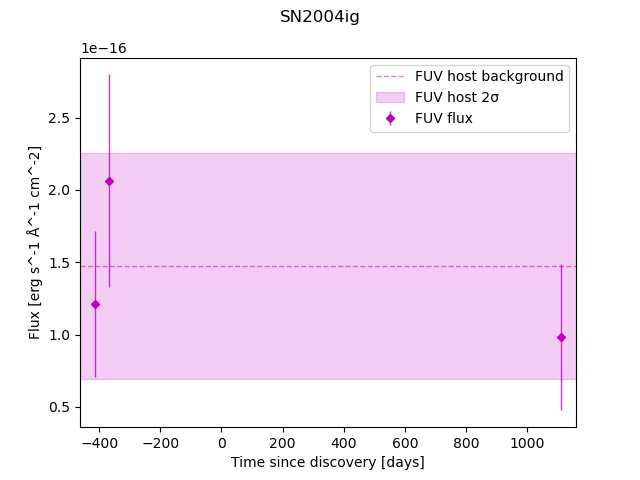 SN2004ig
1e−16
FUV host background
FUV host 2σ
FUV flux
2.5
2.0
1.5
1.0
0.5
Flux [erg s^-1 Å^-1 cm^-2]
−400 −200 0 200 400 600 800 1000
Time since discovery [days]